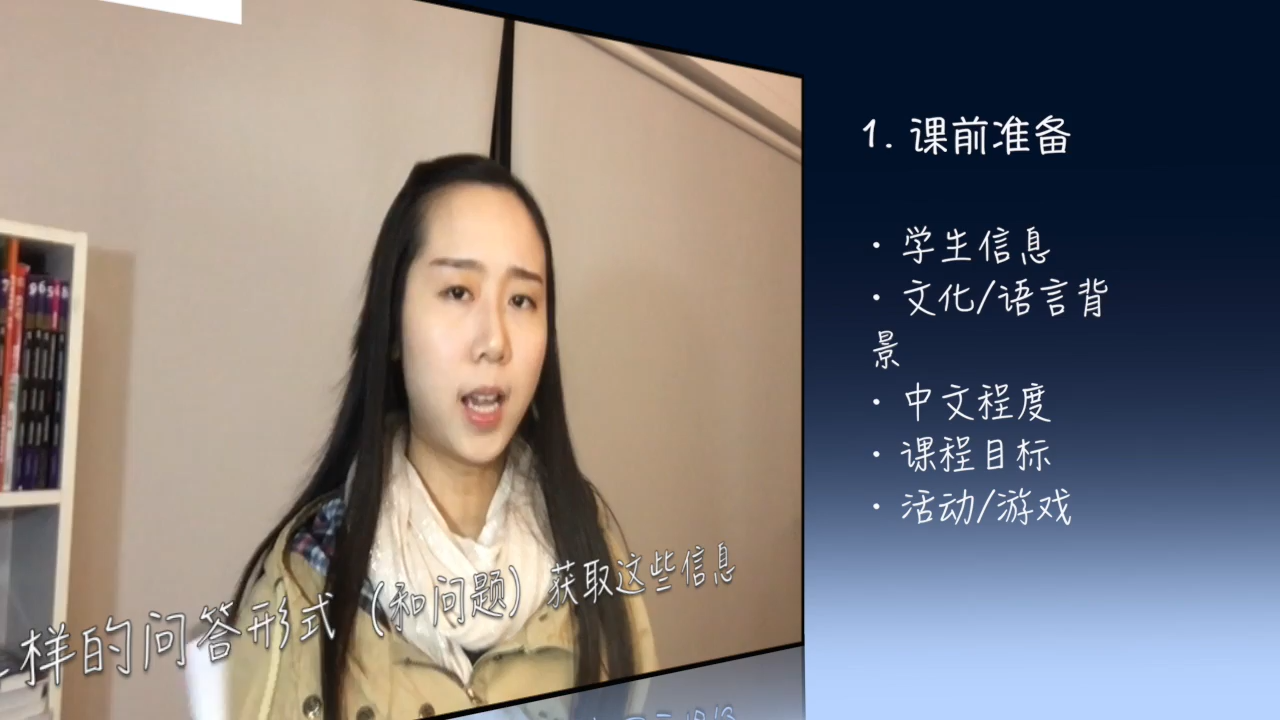 1. 课前准备
· 学生信息
· 文化/语言背
景
· 中文程度
· 课程目标
· 活动/游戏
样的问答形式（和问题）获取这些信息